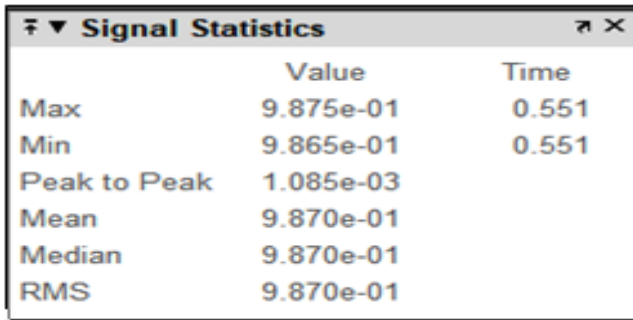 Signal Statistics
Value Time
Max 9.875e-01 0.551
Min 9.865e-01 0.551
Peak to Peak 1.085e-03
Mean 9.870e-01
Median 9.870e-01
RMS 9.870e-01